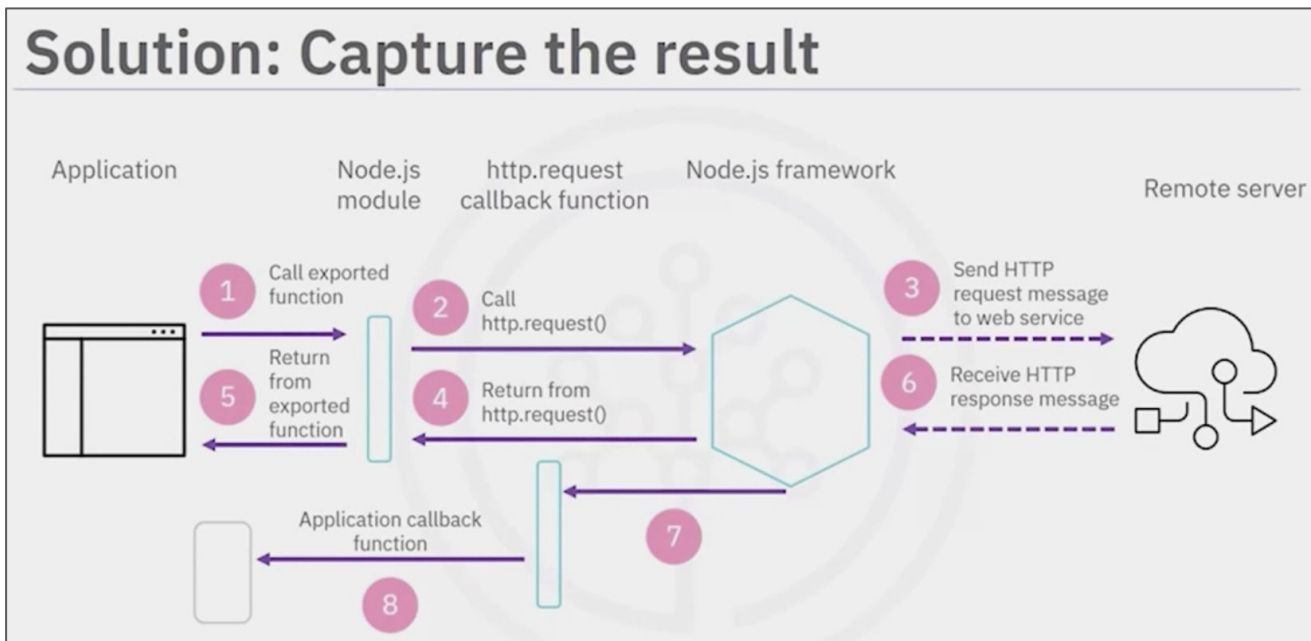 Solution: Capture the result
Application
Node.js
module
http.request
callback function
Node.js framework
Remote server
1
Call exported
function
2
Call
http.request()
3
Send HTTP
request message
to web service
5
Return
from
exported
function
4
Return from
http.request()
6
Receive HTTP
response message
7
Application callback
function
8